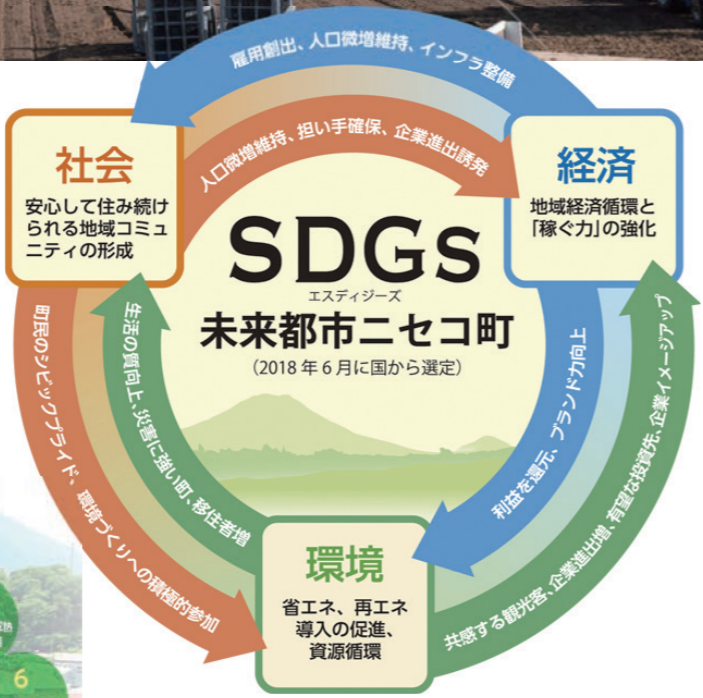 雇用創出、人口微増維持、インフラ整備
人口微増維持、担い手確保、企業進出誘発
社会
安心して住み続け
られる地域コミュ
ニティの形成
経済
地域経済循環と
「稼ぐ力」の強化
SDGs
エスディジーズ
未来都市ニセコ町
(2018年6月に国から選定)
町民のシビックプライド、環境づくりへの積極的参加
生活の質向上、災害に強い町、移住者増
利益を還元、ブランド力向上
共感する観光客、企業進出増、有望な投資先、企業イメージアップ
環境
省エネ、再エネ
導入の促進、
資源循環
6